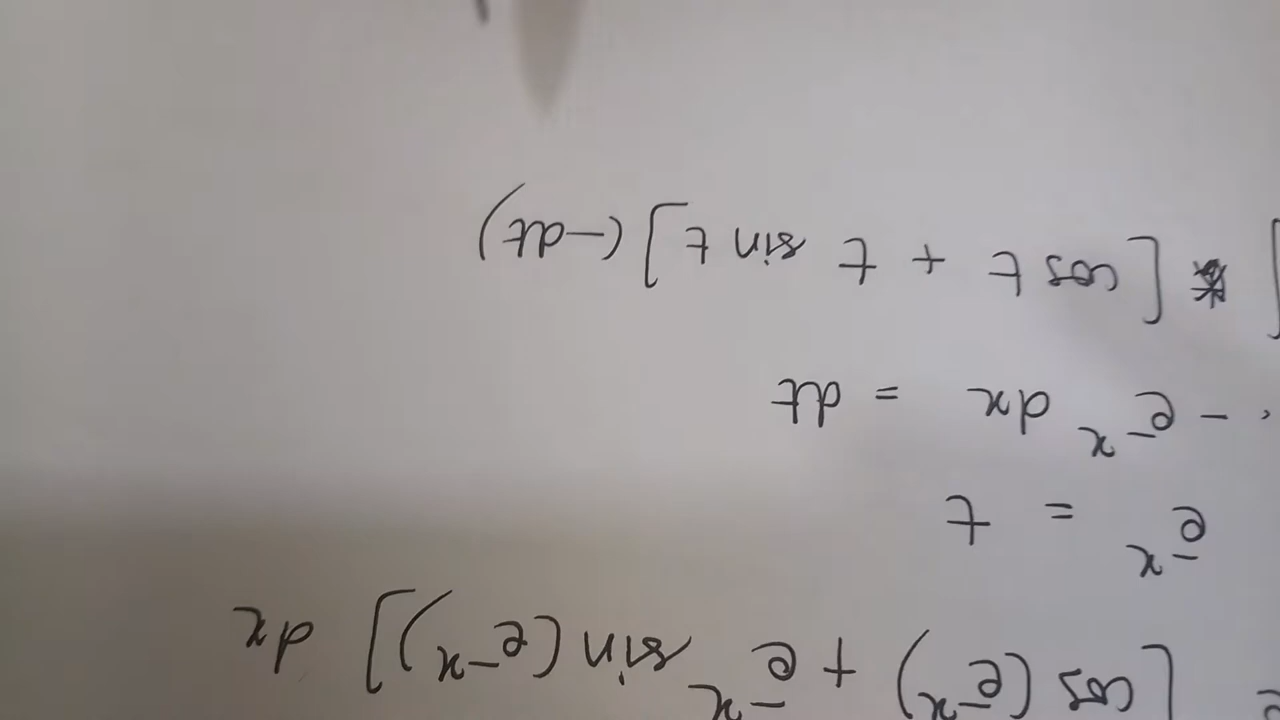 [cos (e^-x) + e^-x sin (e^-x)] dx
e^-x = t
- e^-x dx = dt
[cos t + t sin t] (-dt)